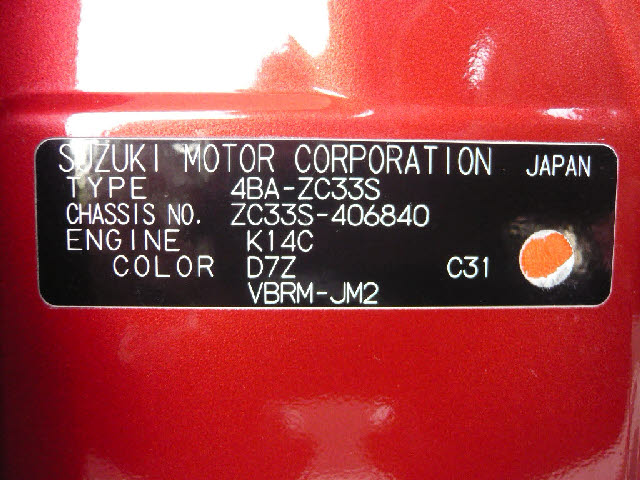 SUZUKI MOTOR CORPORATION JAPAN
TYPE 4BA-ZC33S
CHASSIS NO. ZC33S-406840
ENGINE K14C
COLOR D7Z C31
VBRM-JM2